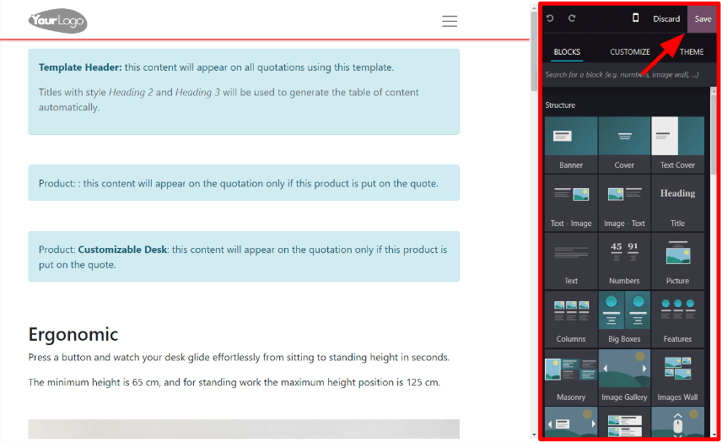 YourLogo
Template Header: this content will appear on all quotations using this template.
Titles with style Heading 2 and Heading 3 will be used to generate the table of content
automatically.
Product: : this content will appear on the quotation only if this product is put on the quote.
Product: Customizable Desk: this content will appear on the quotation only if this product is
put on the quote.
Ergonomic
Press a button and watch your desk glide effortlessly from sitting to standing height in seconds.
The minimum height is 65 cm, and for standing work the maximum height position is 125 cm.
Discard Save
BLOCKS CUSTOMIZE THEME
Search for a block (e.g. numbers, image wall, ...)
Structure
Banner Cover Text Cover
Heading
Text - Image Image - Text Title
45 91
Text Numbers Picture
Columns Big Boxes Features
Masonry Image Gallery Images Wall